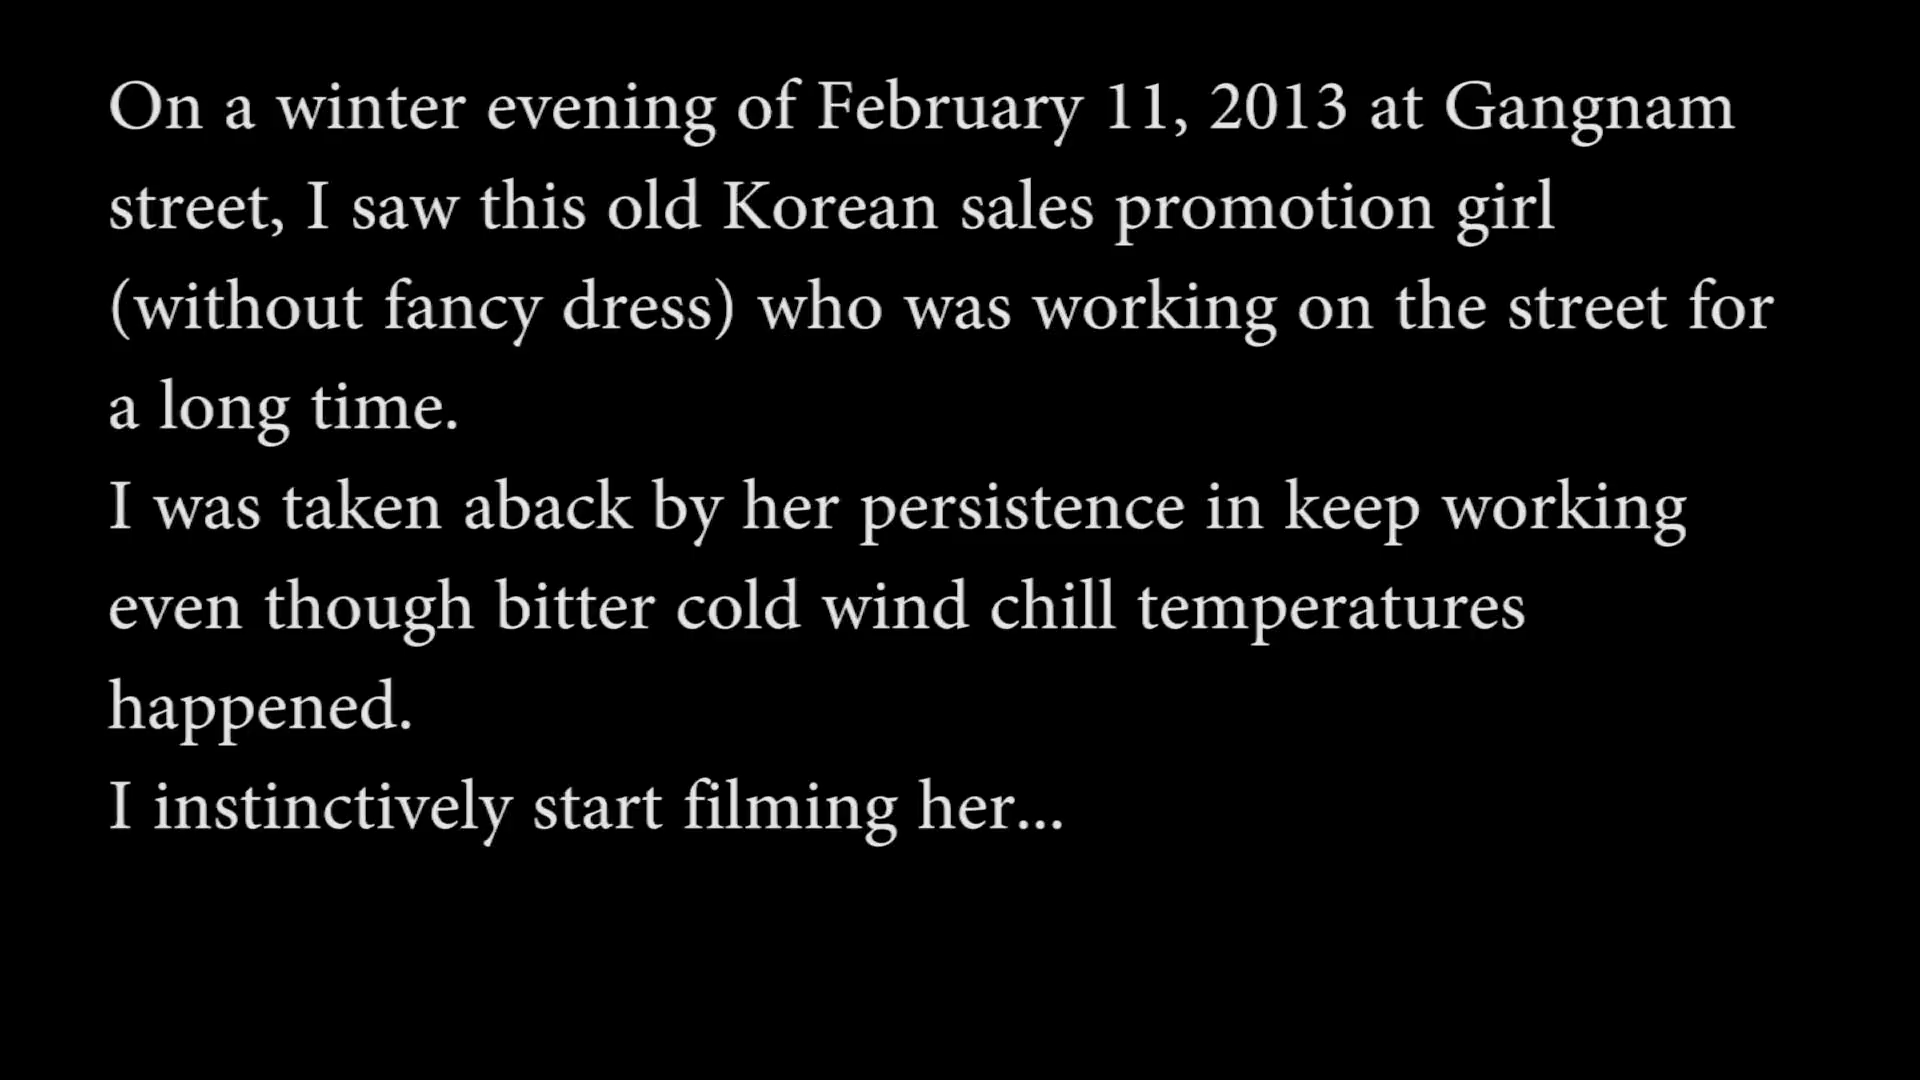 On a winter evening of February 11, 2013 at Gangnam
street, I saw this old Korean sales promotion girl
(without fancy dress) who was working on the street for
a long time.
I was taken aback by her persistence in keep working
even though bitter cold wind chill temperatures
happened.
I instinctively start filming her...